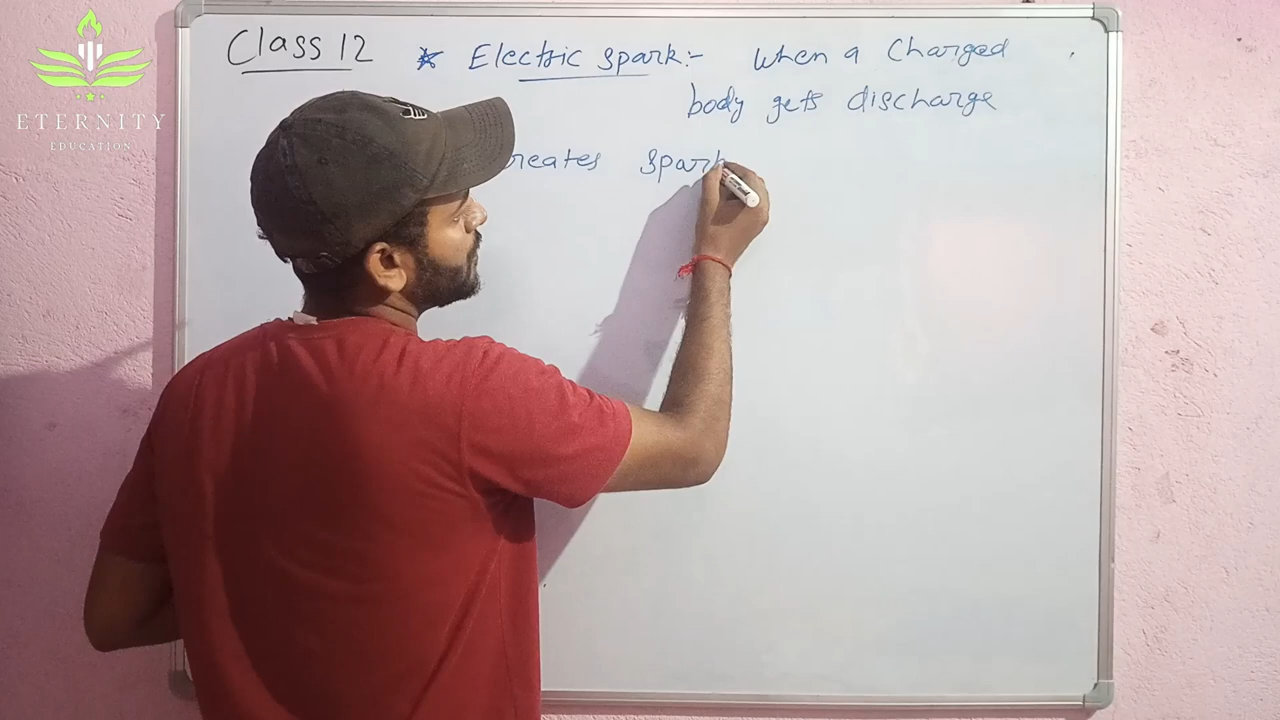 Class 12 * Electric spark:- When a Charged
body gets discharge
creates spark
ETERNITY
EDUCATION